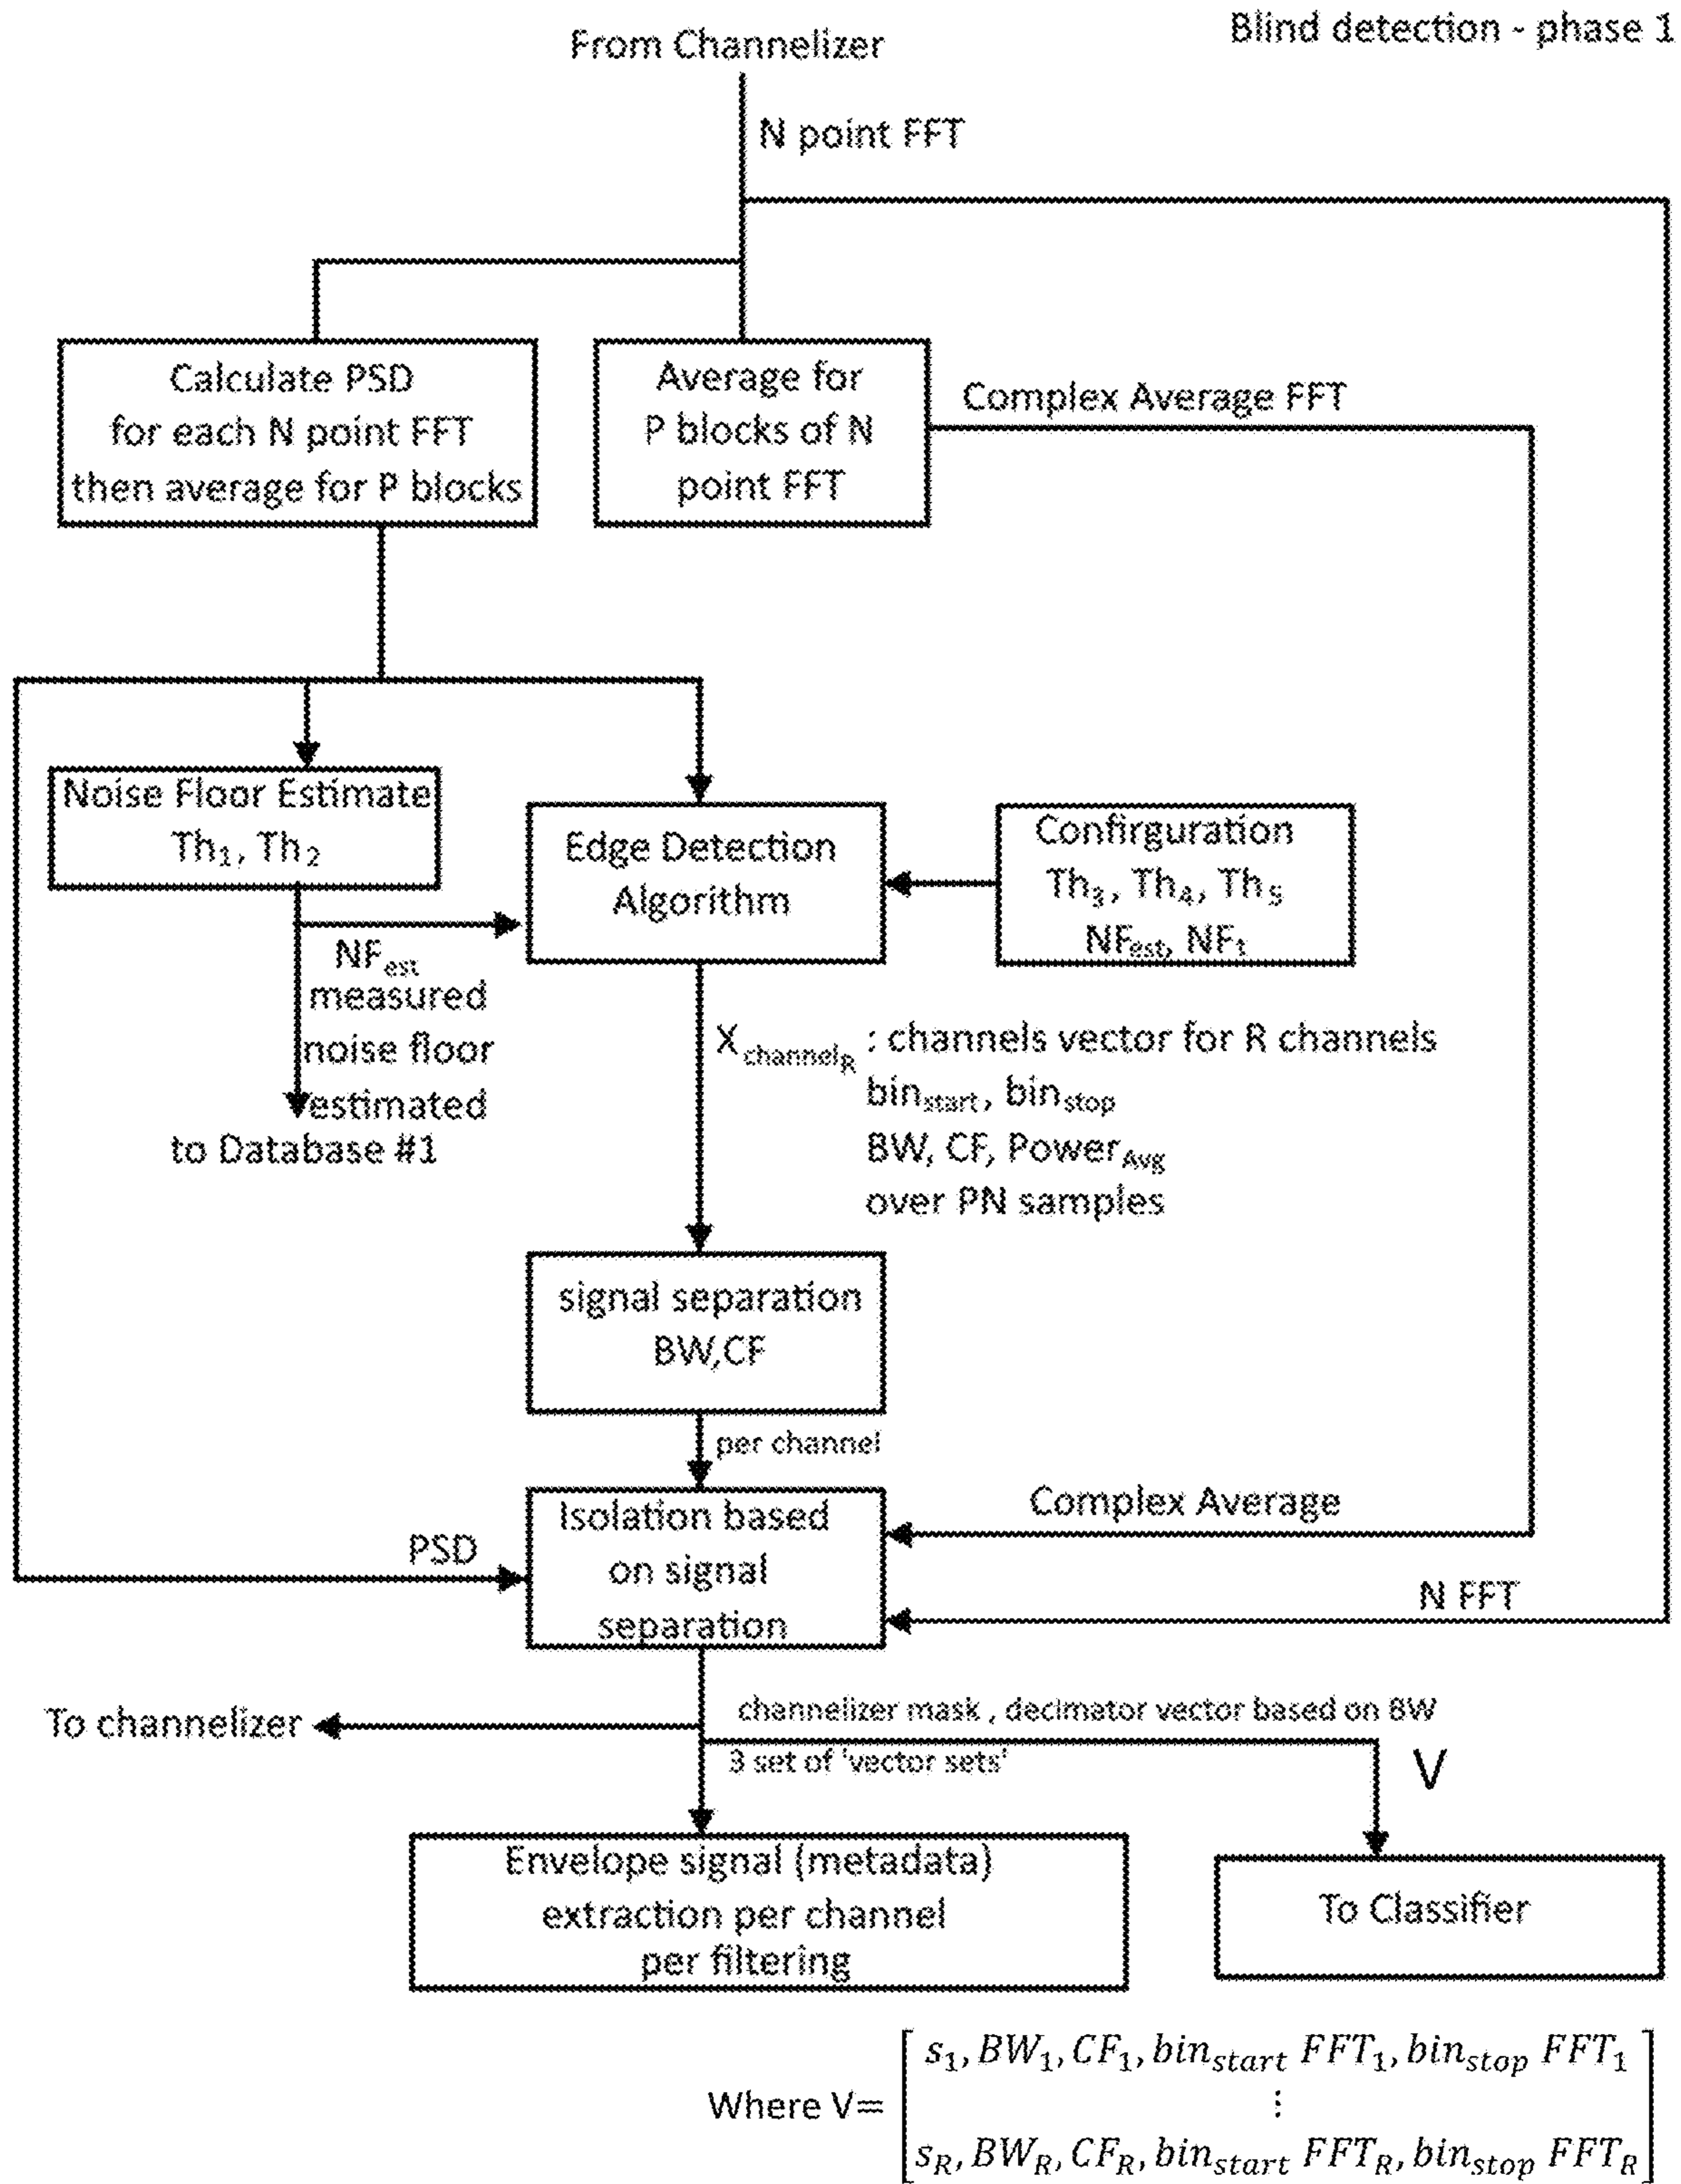 Blind detection - phase 1
From Channelizer
N point FFT
Calculate PSD
for each N point FFT
then average for P blocks
Average for
P blocks of N
point FFT
Complex Average FFT
Noise Floor Estimate
Th₁, Th₂
Edge Detection
Algorithm
Confirguration
Th₃, Th₄, Th₅
NFest, NF₁
NFest
measured
noise floor
estimated
to Database #1
XchannelR : channels vector for R channels
binstart, binstop
BW, CF, PowerAvg
over PN samples
signal separation
BW,CF
per channel
Isolation based
on signal
separation
Complex Average
PSD
N FFT
To channelizer
channelizer mask , decimator vector based on BW
3 set of 'vector sets'
V
Envelope signal (metadata)
extraction per channel
per filtering
To Classifier
Where V= [s₁, BW₁, CF₁, binstart FFT₁, binstop FFT₁
⋮
sR, BWR, CFR, binstart FFTR, binstop FFTR]